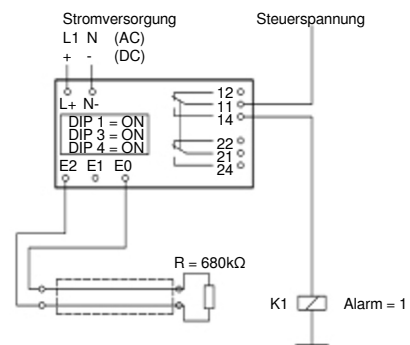 Stromversorgung
Steuerspannung
L1 N (AC)
+ - (DC)
L+ N-
DIP 1 = ON
DIP 3 = ON
DIP 4 = ON
E2 E1 E0
12
11
14
22
21
24
R = 680kΩ
K1
Alarm = 1